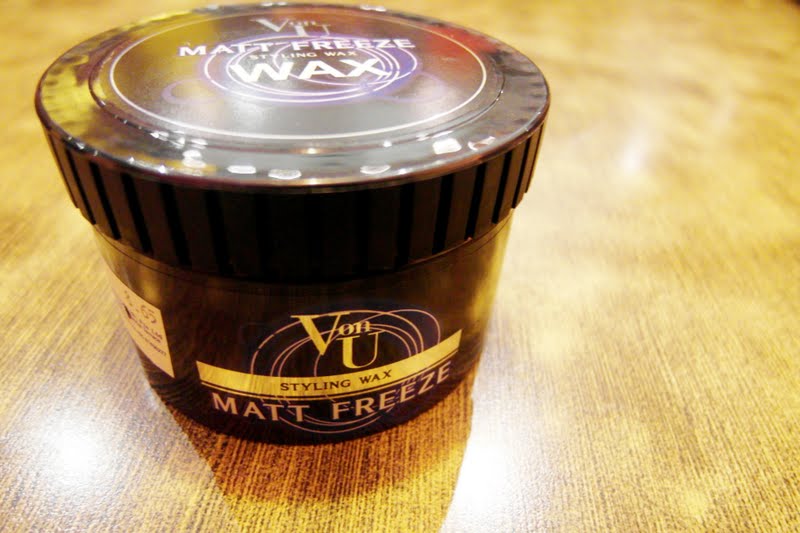 Von
U
MATT FREEZE
STYLING WAX
WAX
Von
U
STYLING WAX
MATT FREEZE